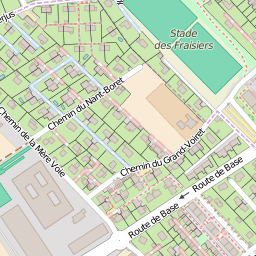 Stade
des Fraisiers
Chemin du Nant-Boret
Chemin de la Mère Voie
Chemin du Grand-Voiret
Route de Base
Route de Base